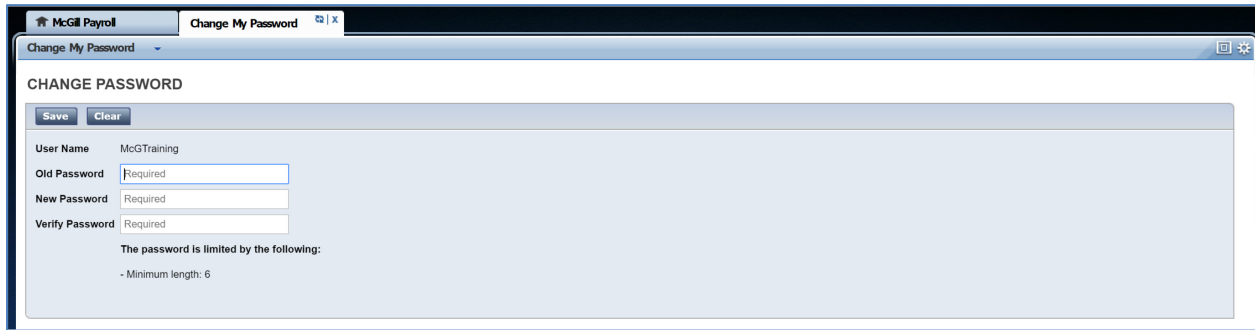 McGill Payroll
Change My Password X
Change My Password
CHANGE PASSWORD
Save Clear
User Name McGTraining
Old Password Required
New Password Required
Verify Password Required
The password is limited by the following:
- Minimum length: 6